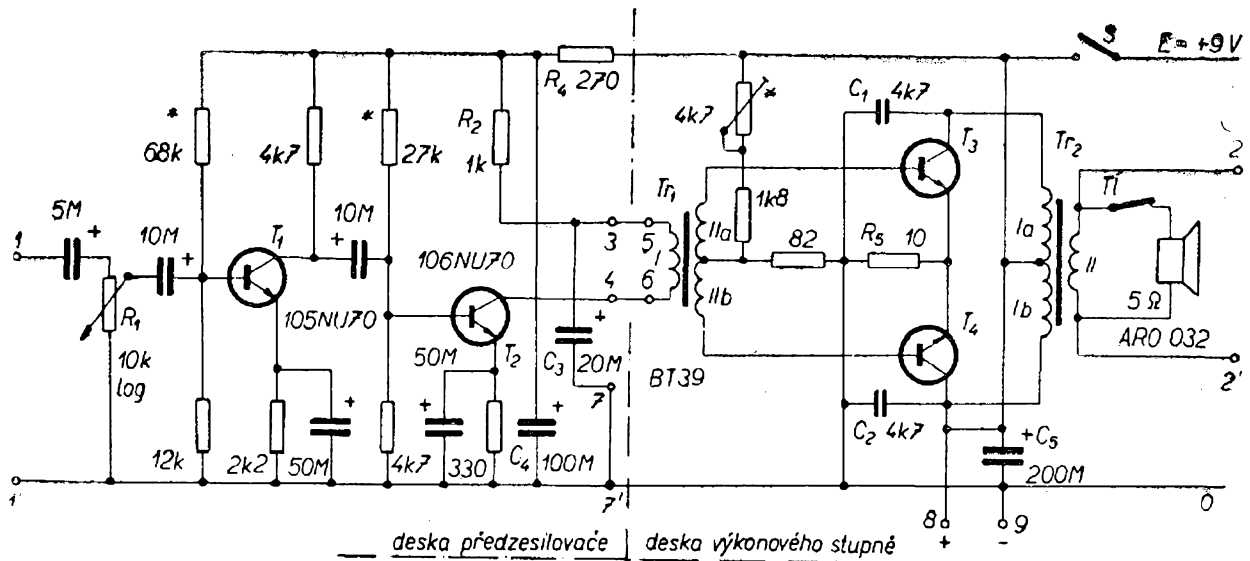 S
E = +9V
R4 270
C1 4k7
*
68k
4k7
*
27k
R2
1k
4k7
*
T3
Tr2
2
5M
+
10M
+
T1
10M
+
106NU70
3
5
4
6
Tr1
I
IIa
IIb
1k8
82
R5 10
Ia
Ib
II
Tl
1
R1
10k
log
105NU70
50M
T2
C3
20M
BT39
T4
5Ω
ARO 032
2'
7
12k
2k2
50M
+
4k7
+
330
C4
+
100M
C2 4k7
+C5
200M
1'
7'
0
8
+
9
-
deska předzesilovače
deska výkonového stupně